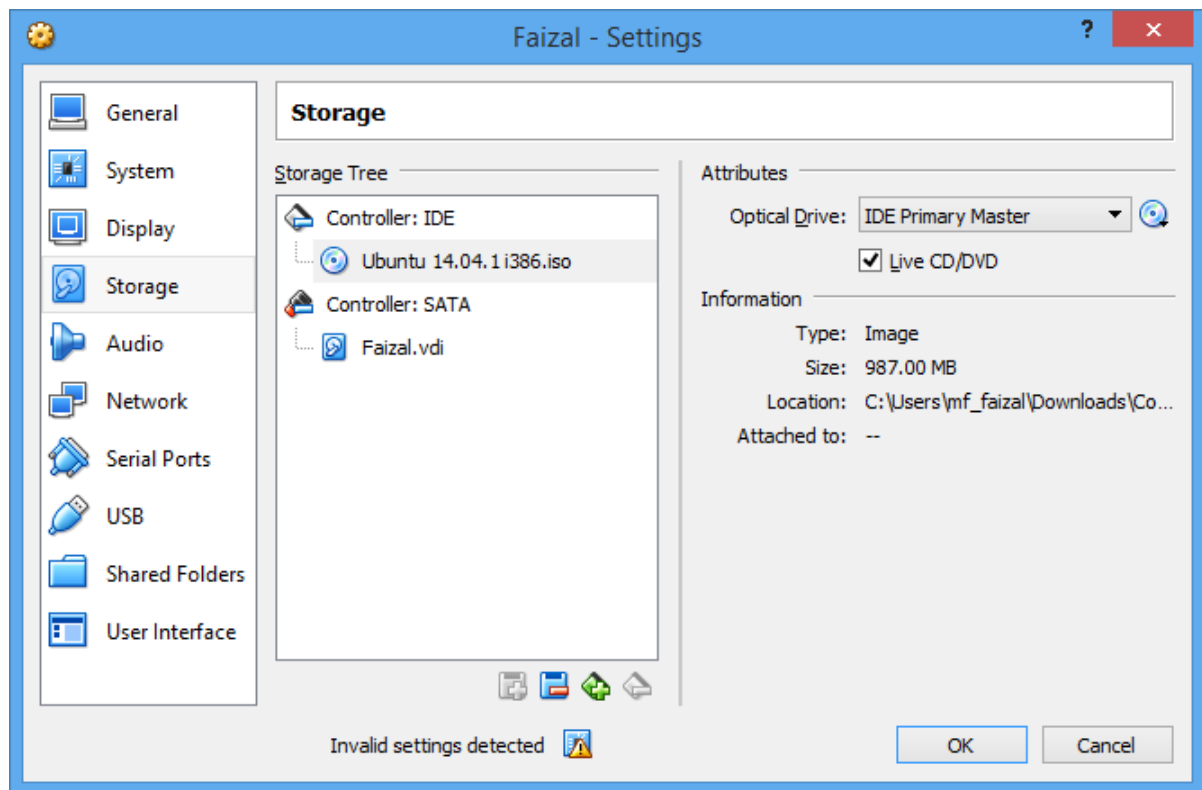 Faizal - Settings
?
General
System
Display
Storage
Audio
Network
Serial Ports
USB
Shared Folders
User Interface
Storage
Storage Tree
Controller: IDE
Ubuntu 14.04.1 i386.iso
Controller: SATA
Faizal.vdi
Attributes
Optical Drive: IDE Primary Master
Live CD/DVD
Information
Type: Image
Size: 987.00 MB
Location: C:\Users\mf_faizal\Downloads\Co...
Attached to: --
Invalid settings detected
OK
Cancel